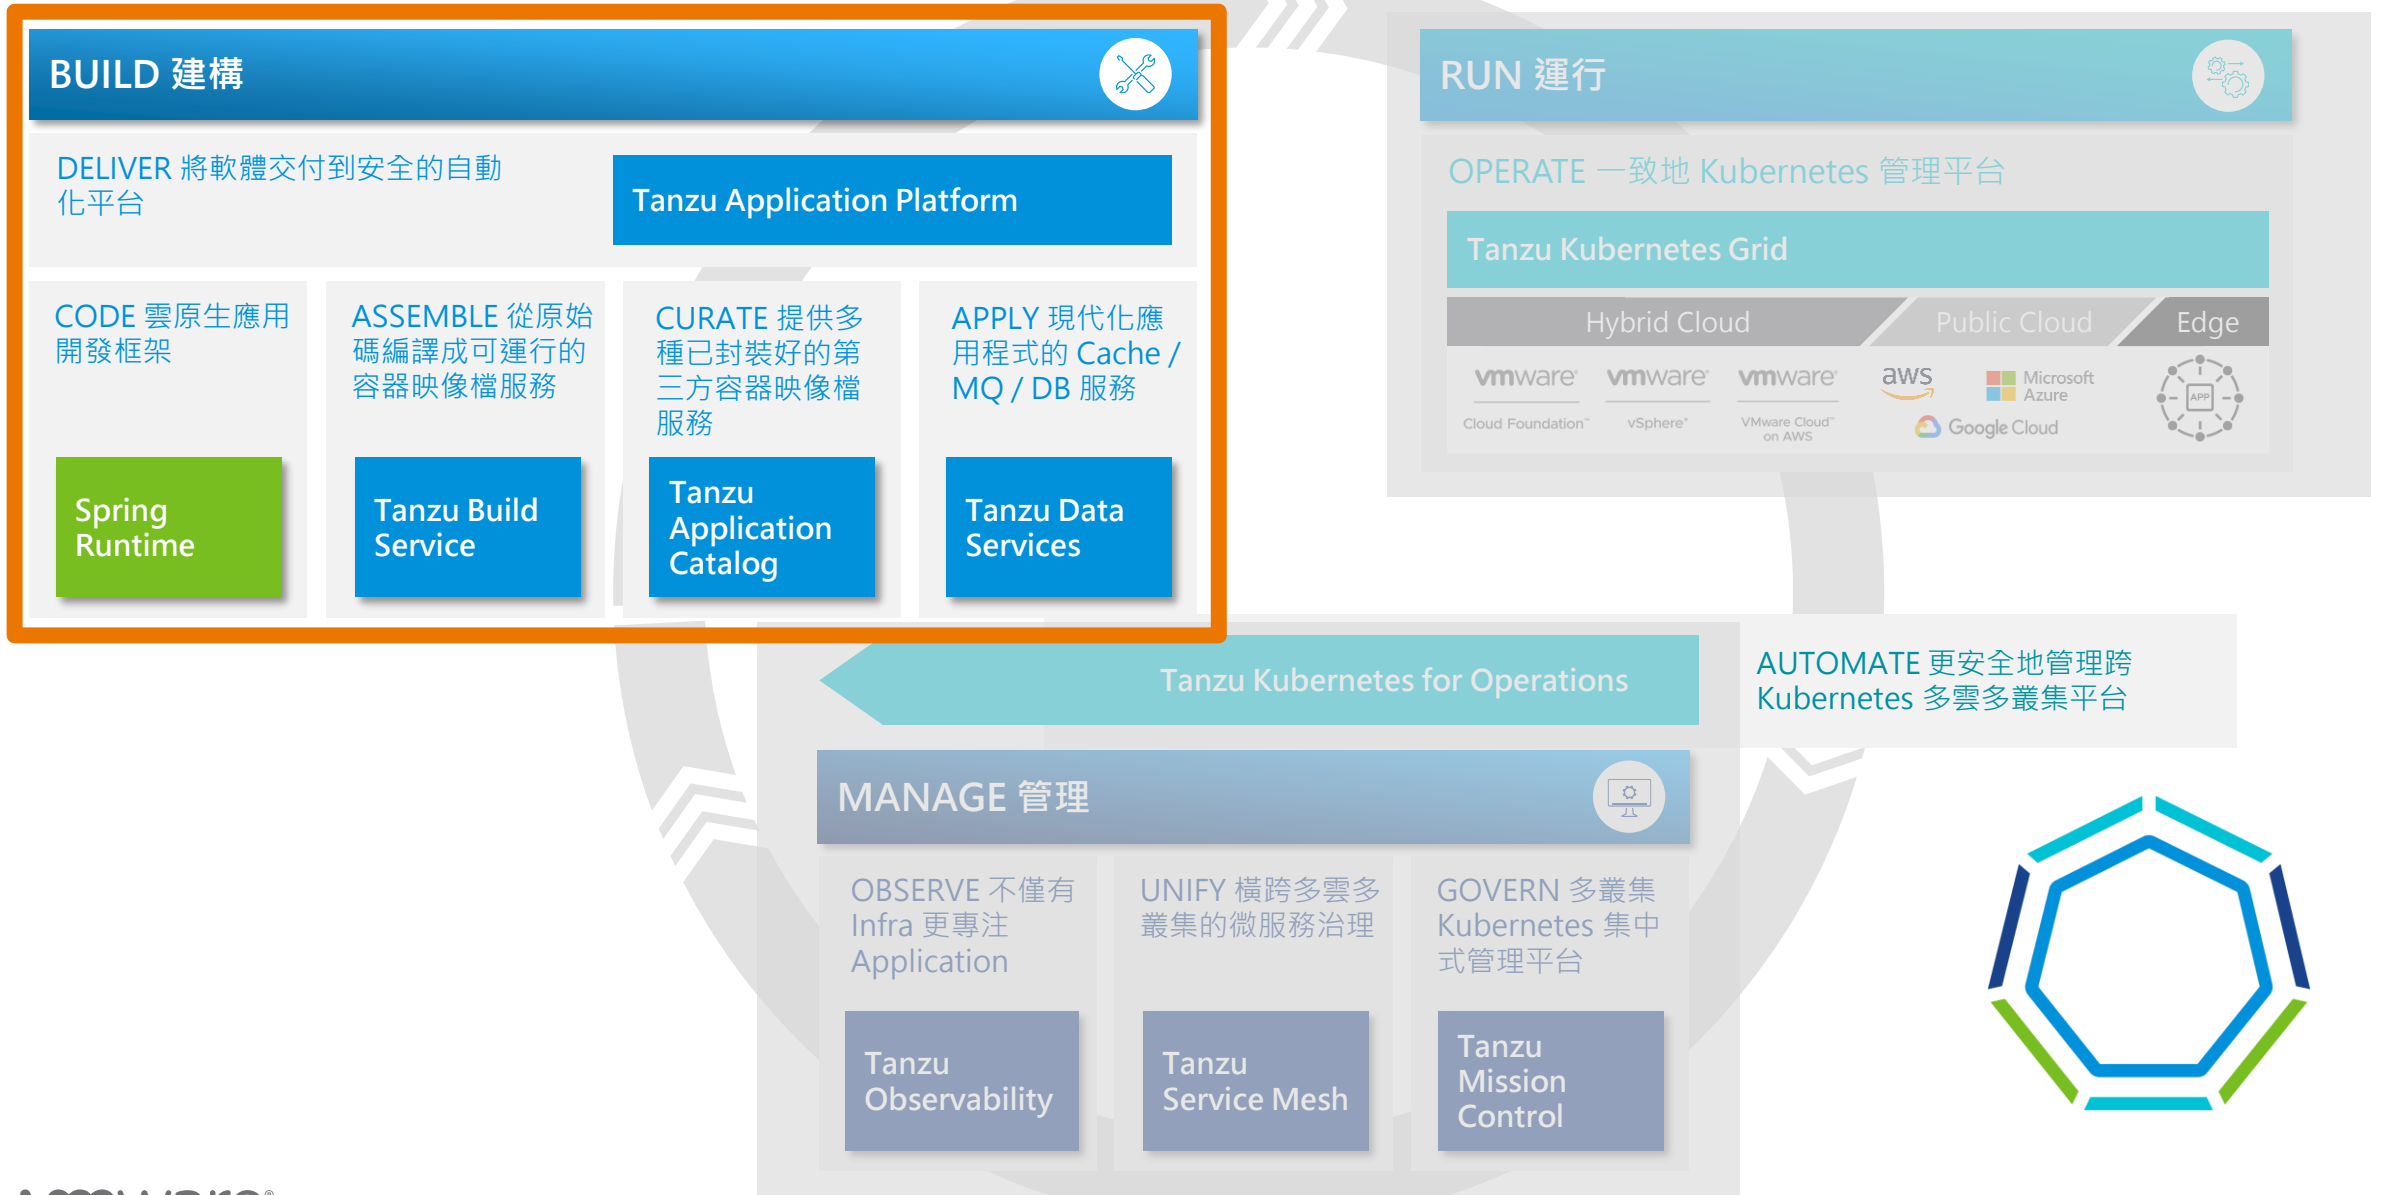 BUILD 建構
DELIVER 將軟體交付到安全的自動
化平台
Tanzu Application Platform
CODE 雲原生應用
開發框架
Spring
Runtime
ASSEMBLE 從原始
碼編譯成可運行的
容器映像檔服務
Tanzu Build
Service
CURATE 提供多
種已封裝好的第
三方容器映像檔
服務
Tanzu
Application
Catalog
APPLY 現代化應
用程式的 Cache /
MQ / DB 服務
Tanzu Data
Services
RUN 運行
OPERATE 一致地 Kubernetes 管理平台
Tanzu Kubernetes Grid
Hybrid Cloud
Public Cloud
Edge
vmware®
Cloud Foundation™
vmware®
vSphere®
vmware®
VMware Cloud™
on AWS
aws
Microsoft
Azure
Google Cloud
APP
Tanzu Kubernetes for Operations
AUTOMATE 更安全地管理跨
Kubernetes 多雲多叢集平台
MANAGE 管理
OBSERVE 不僅有
Infra 更專注
Application
Tanzu
Observability
UNIFY 橫跨多雲多
叢集的微服務治理
Tanzu
Service Mesh
GOVERN 多叢集
Kubernetes 集中
式管理平台
Tanzu
Mission
Control
vmware®